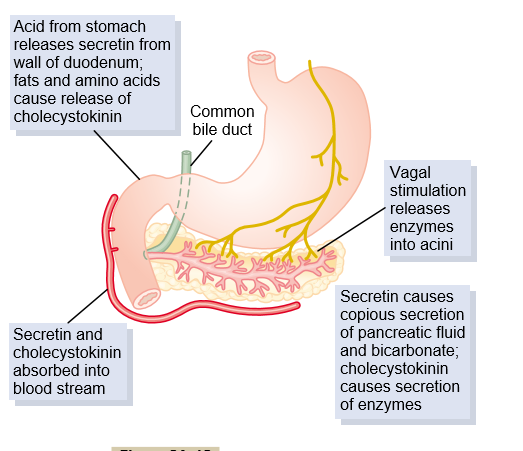 Acid from stomach
releases secretin from
wall of duodenum;
fats and amino acids
cause release of
cholecystokinin
Common
bile duct
Vagal
stimulation
releases
enzymes
into acini
Secretin causes
copious secretion
of pancreatic fluid
and bicarbonate;
cholecystokinin
causes secretion
of enzymes
Secretin and
cholecystokinin
absorbed into
blood stream